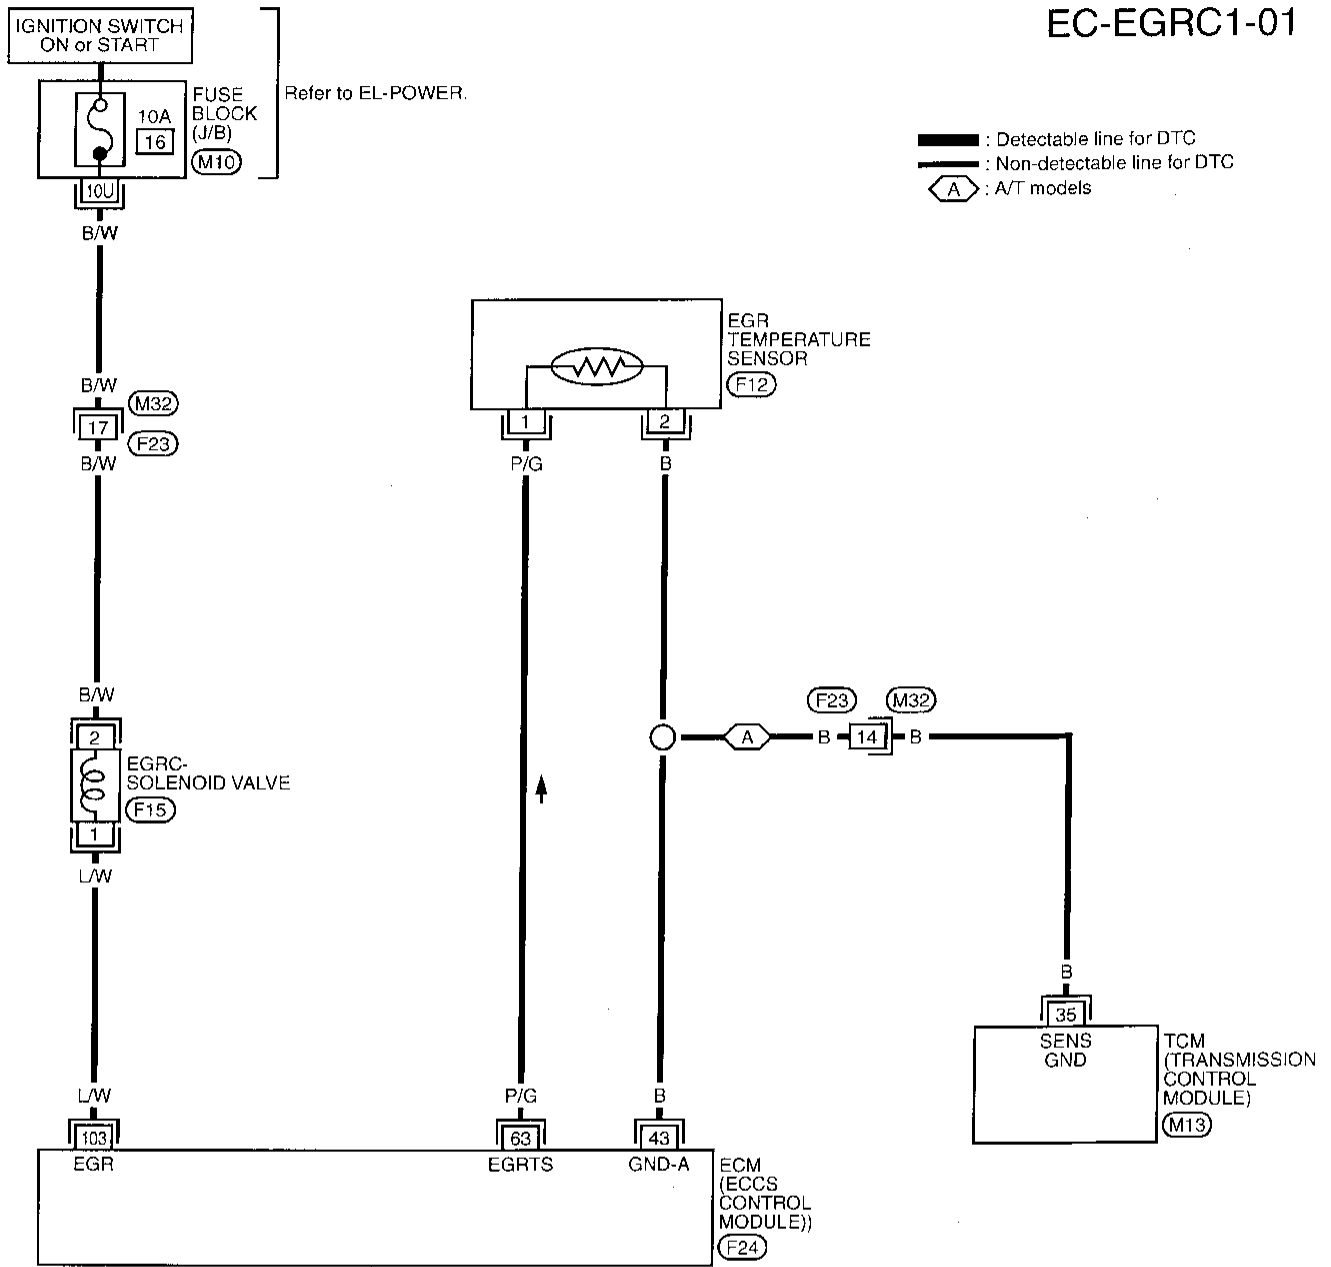 EC-EGRC1-01
IGNITION SWITCH
ON or START
FUSE
BLOCK
(J/B)
M10
10A
16
Refer to EL-POWER.
10U
B/W
: Detectable line for DTC
: Non-detectable line for DTC
A : A/T models
B/W
M32
17
F23
B/W
EGR
TEMPERATURE
SENSOR
F12
1
2
P/G
B
B/W
2
EGRC-
SOLENOID VALVE
F15
1
L/W
F23
M32
A
B
14
B
B
35
SENS
GND
TCM
(TRANSMISSION
CONTROL
MODULE)
M13
L/W
P/G
B
103
63
43
EGR
EGRTS
GND-A
ECM
(ECCS
CONTROL
MODULE))
F24